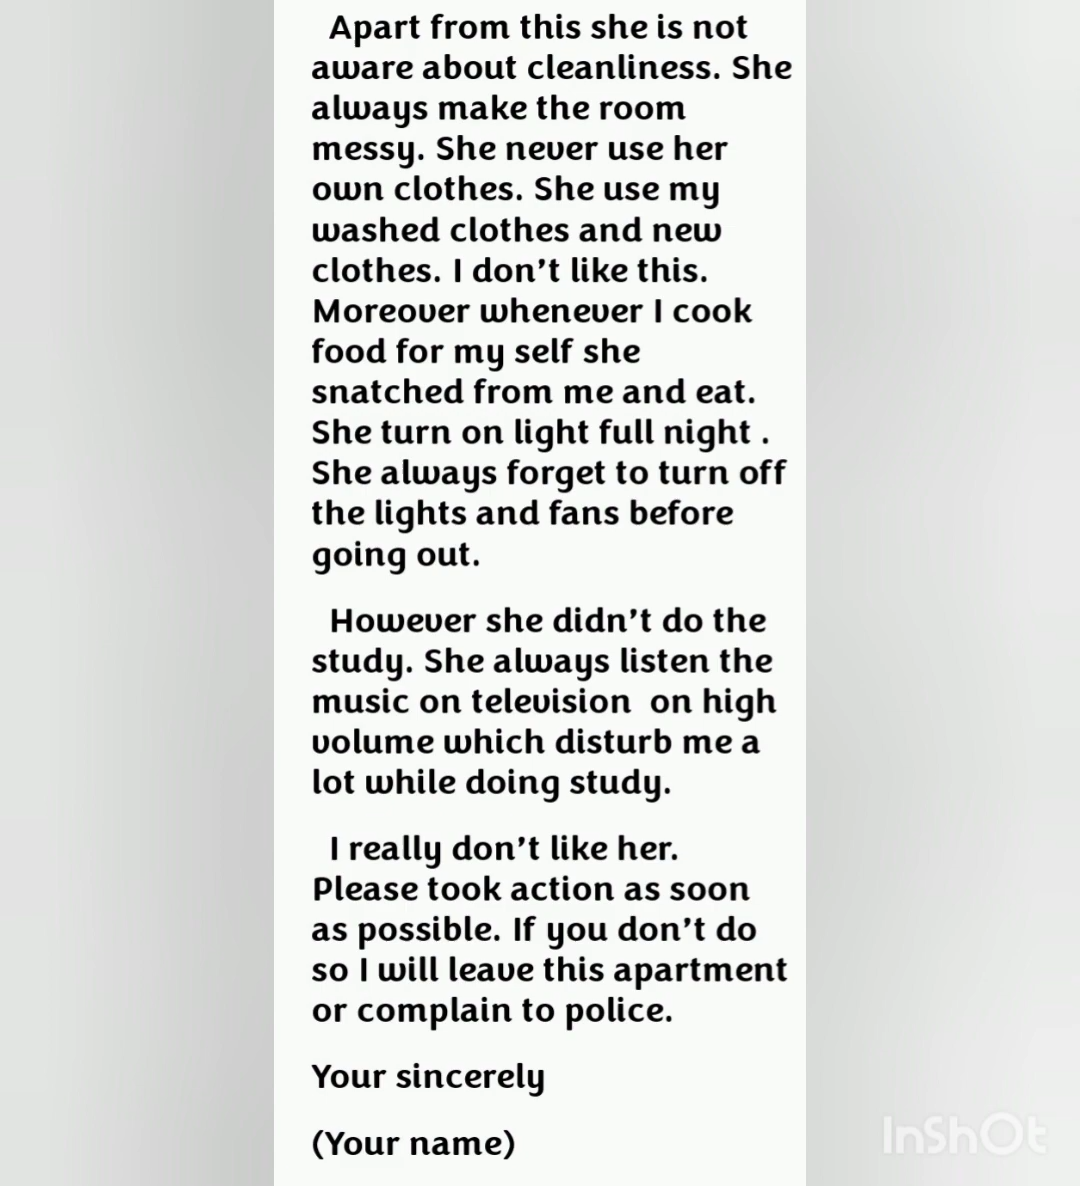 Apart from this she is not
aware about cleanliness. She
always make the room
messy. She never use her
own clothes. She use my
washed clothes and new
clothes. I don’t like this.
Moreover whenever I cook
food for my self she
snatched from me and eat.
She turn on light full night .
She always forget to turn off
the lights and fans before
going out.
However she didn’t do the
study. She always listen the
music on television  on high
volume which disturb me a
lot while doing study.
I really don’t like her.
Please took action as soon
as possible. If you don’t do
so I will leave this apartment
or complain to police.
Your sincerely
(Your name)
InShOt